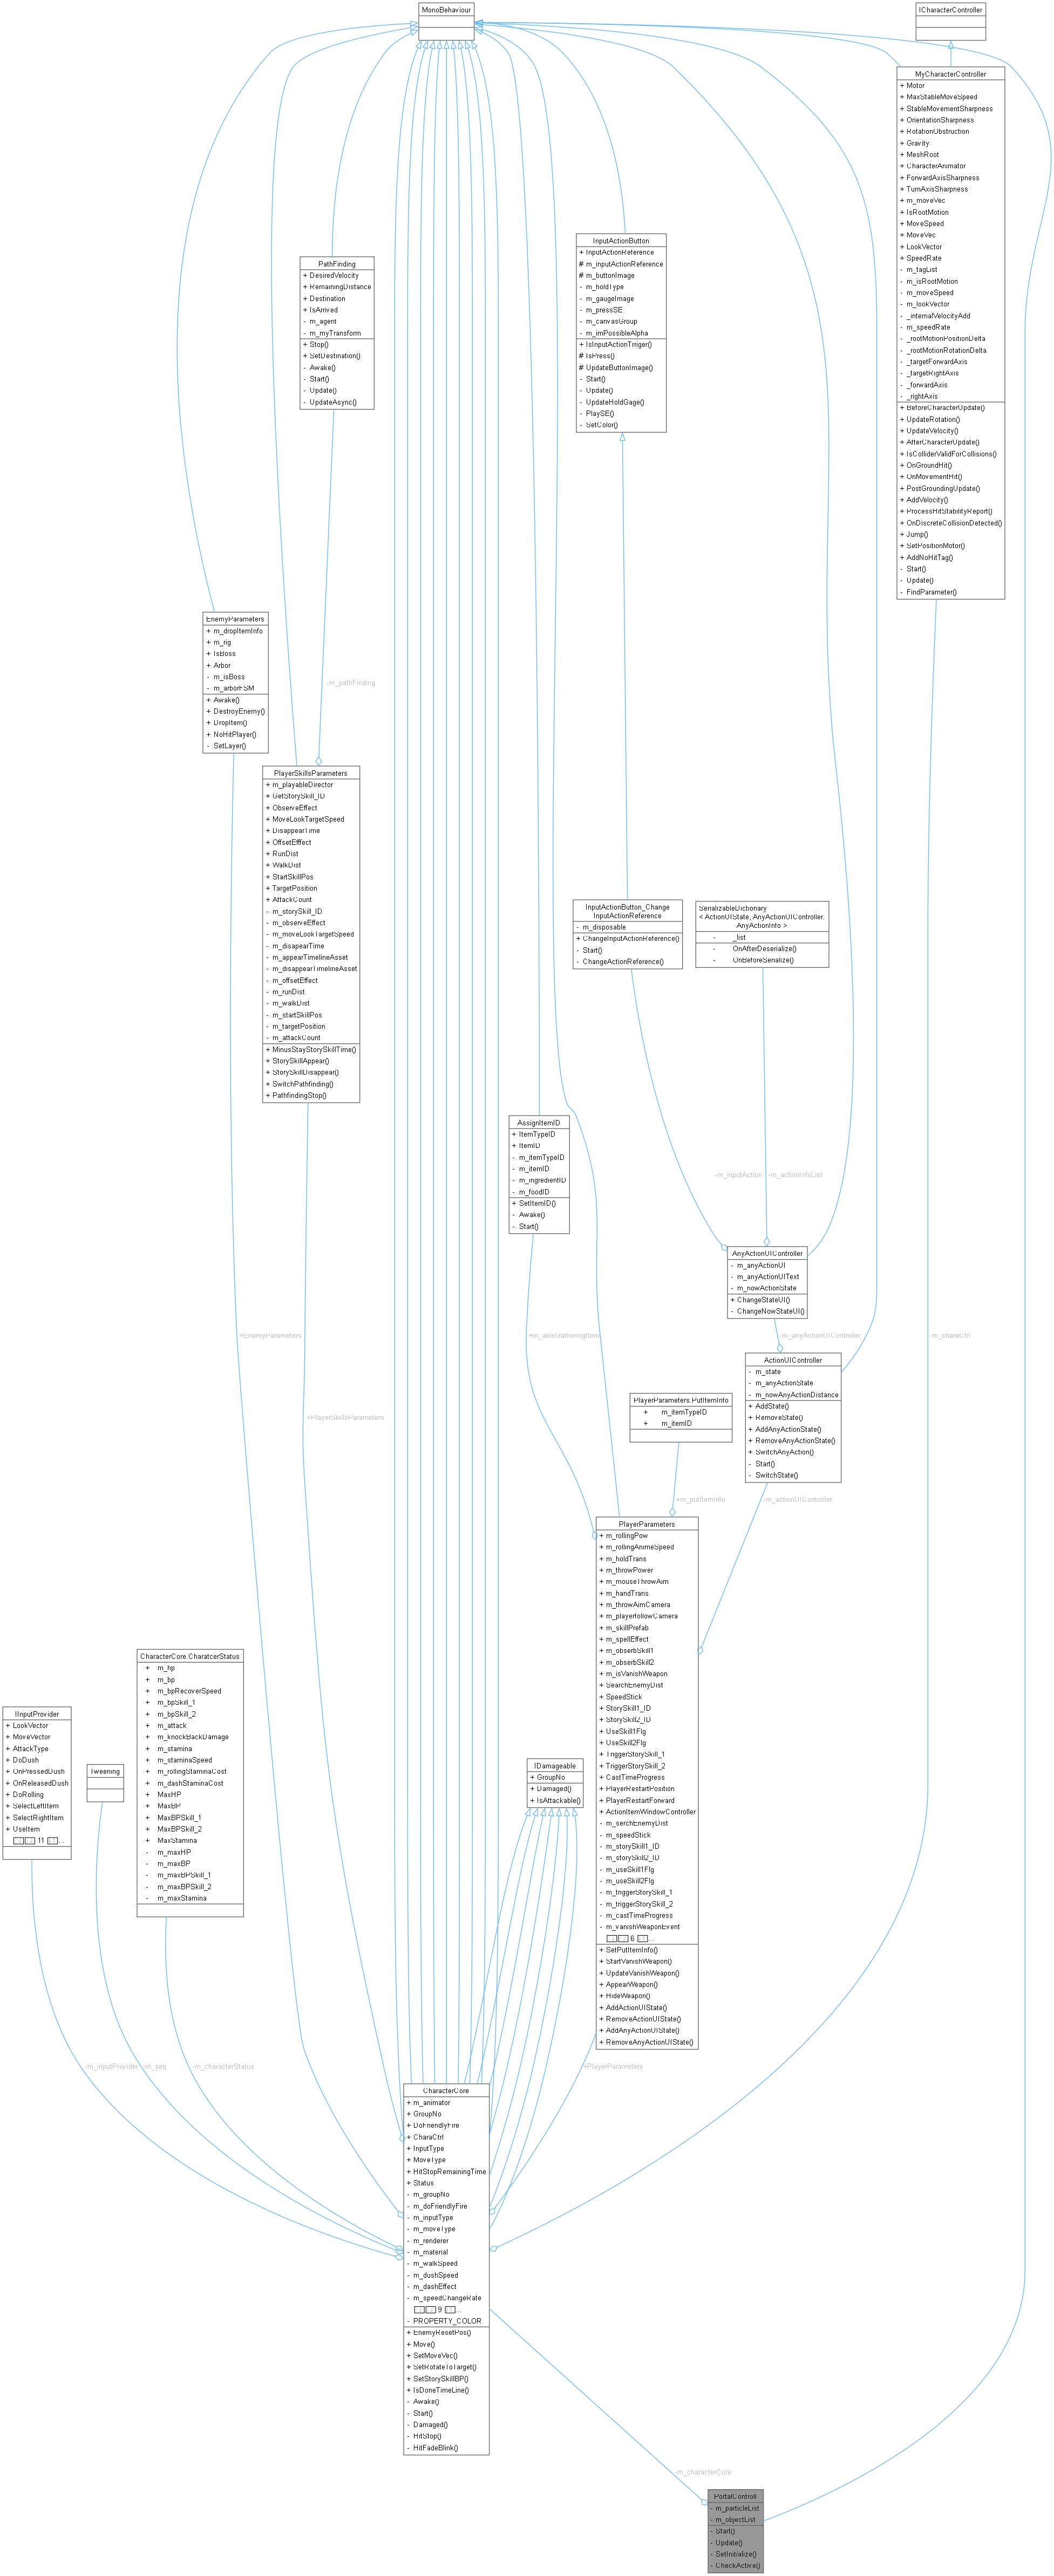 MonoBehaviour
ICharacterController
MyCharacterController
+ Motor
+ MaxStableMoveSpeed
+ StableMovementSharpness
+ OrientationSharpness
+ RotationObstruction
+ Gravity
+ MeshRoot
+ CharacterAnimator
+ ForwardAxisSharpness
+ TurnAxisSharpness
+ m_moveVec
+ IsRootMotion
+ MoveSpeed
+ MoveVec
+ LookVector
+ SpeedRate
- m_tagList
- m_isRootMotion
- m_moveSpeed
- m_lookVector
- _internalVelocityAdd
- m_speedRate
- _rootMotionPositionDelta
- _rootMotionRotationDelta
- _targetForwardAxis
- _targetRightAxis
- _forwardAxis
- _rightAxis
+ BeforeCharacterUpdate()
+ UpdateRotation()
+ UpdateVelocity()
+ AfterCharacterUpdate()
+ IsColliderValidForCollisions()
+ OnGroundHit()
+ OnMovementHit()
+ PostGroundingUpdate()
+ AddVelocity()
+ ProcessHitStabilityReport()
+ OnDiscreteCollisionDetected()
+ Jump()
+ SetPositionMotor()
+ AddNoHitTag()
- Start()
- Update()
- FindParameter()
InputActionButton
+ InputActionReference
# m_inputActionReference
# m_buttonImage
- m_holdType
- m_gaugeImage
- m_pressSE
- m_canvasGroup
- m_imPossibleAlpha
+ IsInputActionTrriger()
# IsPress()
# UpdateButtonImage()
- Start()
- Update()
- UpdateHoldGage()
- PlaySE()
- SetColor()
PathFinding
+ DesiredVelocity
+ RemainingDistance
+ Destination
+ IsArrived
- m_agent
- m_myTransform
+ Stop()
+ SetDestination()
- Awake()
- Start()
- Update()
- UpdateAsync()
EnemyParameters
+ m_dropItemInfo
+ m_rig
+ IsBoss
+ Arbor
- m_isBoss
- m_arborFSM
+ Awake()
+ DestroyEnemy()
+ DropItem()
+ NoHitPlayer()
- SetLayer()
-m_pathFinding
PlayerSkillsParameters
+ m_playableDirector
+ GetStorySkill_ID
+ ObserveEffect
+ MoveLookTargetSpeed
+ DisappearTime
+ OffsetEfffect
+ RunDist
+ WalkDist
+ StartSkillPos
+ TargetPosition
+ AttackCount
- m_storySkill_ID
- m_observeEffect
- m_moveLookTargetSpeed
- m_disapearTime
- m_appearTimelineAsset
- m_disappearTimelineAsset
- m_offsetEffect
- m_runDist
- m_walkDist
- m_startSkillPos
- m_targetPosition
- m_attackCount
+ MinusStayStorySkillTime()
+ StorySkillAppear()
+ StorySkillDisappear()
+ SwitchPathfinding()
+ PathfindingStop()
InputActionButton_Change
InputActionReference
- m_disposable
+ ChangeInputActionReference()
- Start()
- ChangeActionReference()
SerializableDictionary
< ActionUIState, AnyActionUIController.
AnyActionInfo >
- _list
- OnAfterDeserialize()
- OnBeforeSerialize()
AssignItemID
+ ItemTypeID
+ ItemID
- m_itemTypeID
- m_itemID
- m_ingredientID
- m_foodID
+ SetItemID()
- Awake()
- Start()
-m_inputAction
-m_actionInfoList
AnyActionUIController
- m_anyActionUI
- m_anyActionUIText
- m_nowActionState
+ ChangeStateUI()
- ChangeNowStateUI()
+EnemyParameters
+m_ableGatheringItem
-m_anyActionUIController
-m_charaCtrl
ActionUIController
- m_state
- m_anyActionState
- m_nowAnyActionDistance
+ AddState()
+ RemoveState()
+ AddAnyActionState()
+ RemoveAnyActionState()
+ SwitchAnyAction()
- Start()
- SwitchState()
PlayerParameters.PutItemInfo
+ m_itemTypeID
+ m_itemID
+PlayerSkillsParameters
+m_putItemInfo
-m_actionUIController
PlayerParameters
+ m_rollingPow
+ m_rollingAnimeSpeed
+ m_holdTrans
+ m_throwPower
+ m_mouseThrowAim
+ m_handTrans
+ m_throwAimCamera
+ m_playerfollowCamera
+ m_skillPrefab
+ m_spellEffect
+ m_obserbSkill1
+ m_obserbSkill2
+ m_isVanishWeapon
+ SearchEnemyDist
+ SpeedStick
+ StorySkill1_ID
+ StorySkill2_ID
+ UseSkill1Flg
+ UseSkill2Flg
+ TriggerStorySkill_1
+ TriggerStorySkill_2
+ CastTimeProgress
+ PlayerRestartPosition
+ PlayerRestartForward
+ ActionItemWindowController
- m_serchEnemyDist
- m_speedStick
- m_storySkill1_ID
- m_storySkill2_ID
- m_useSkill1Flg
- m_useSkill2Flg
- m_triggerStorySkill_1
- m_triggerStorySkill_2
- m_castTimeProgress
- m_vanishWeaponEvent
6 ...
+ SetPutItemInfo()
+ StartVanishWeapon()
+ UpdateVanishWeapon()
+ AppearWeapon()
+ HideWeapon()
+ AddActionUIState()
+ RemoveActionUIState()
+ AddAnyActionUIState()
+ RemoveAnyActionUIState()
CharacterCore.CharatcerStatus
+ m_hp
+ m_bp
+ m_bpRecoverSpeed
+ m_bpSkill_1
+ m_bpSkill_2
+ m_attack
+ m_knockBackDamage
+ m_stamina
+ m_staminaSpeed
+ m_rollingStaminaCost
+ m_dashStaminaCost
+ MaxHP
+ MaxBP
+ MaxBPSkill_1
+ MaxBPSkill_2
+ MaxStamina
- m_maxHP
- m_maxBP
- m_maxBPSkill_1
- m_maxBPSkill_2
- m_maxStamina
IInputProvider
+ LookVector
+ MoveVector
+ AttackType
+ DoDush
+ OnPressedDush
+ OnReleasedDush
+ DoRolling
+ SelectLeftItem
+ SelectRightItem
+ UseItem
11 ...
Tweening
IDamageable
+ GroupNo
+ Damaged()
+ IsAttackable()
-m_inputProvider
-m_seq
-m_characterStatus
+PlayerParameters
CharacterCore
+ m_animator
+ GroupNo
+ DoFriendlyFire
+ CharaCtrl
+ InputType
+ MoveType
+ HitStopRemainingTime
+ Status
- m_groupNo
- m_doFriendlyFire
- m_inputType
- m_moveType
- m_renderer
- m_material
- m_walkSpeed
- m_dushSpeed
- m_dashEffect
- m_speedChangeRate
9 ...
- PROPERTY_COLOR
+ EnemyResetPos()
+ Move()
+ SetMoveVec()
+ SetRotateToTarget()
+ SetStorySkillBP()
+ IsDoneTimeLine()
- Awake()
- Start()
- Damaged()
- HitStop()
- HitFadeBlink()
-m_characterCore
PortalControll
- m_particleList
- m_objectList
- Start()
- Update()
- SetInitialize()
- CheckActive()